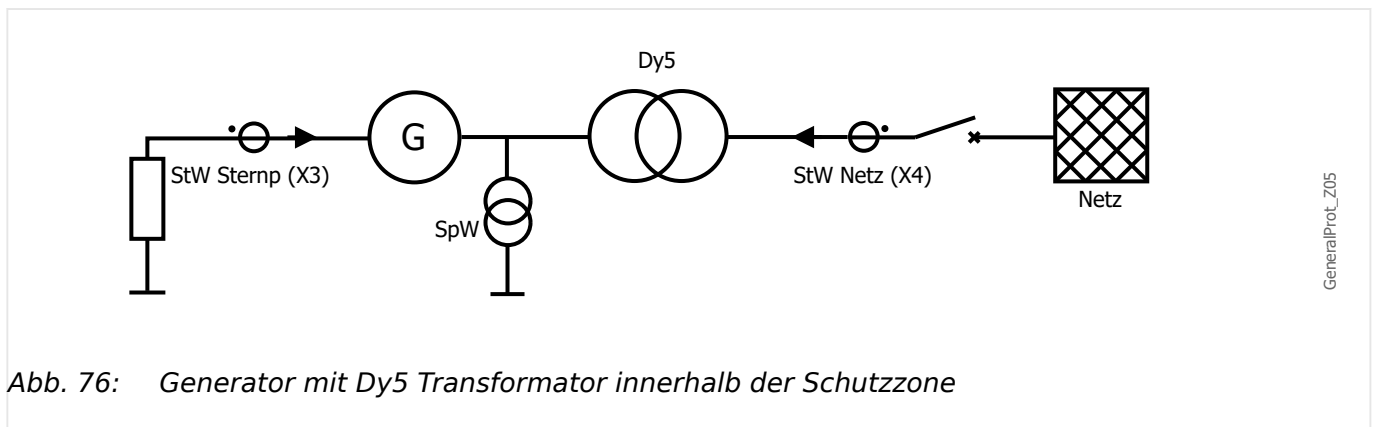 Dy5
G
StW Sternp (X3)
StW Netz (X4)
SpW
Netz
GeneralProt_Z05
Abb. 76: Generator mit Dy5 Transformator innerhalb der Schutzzone